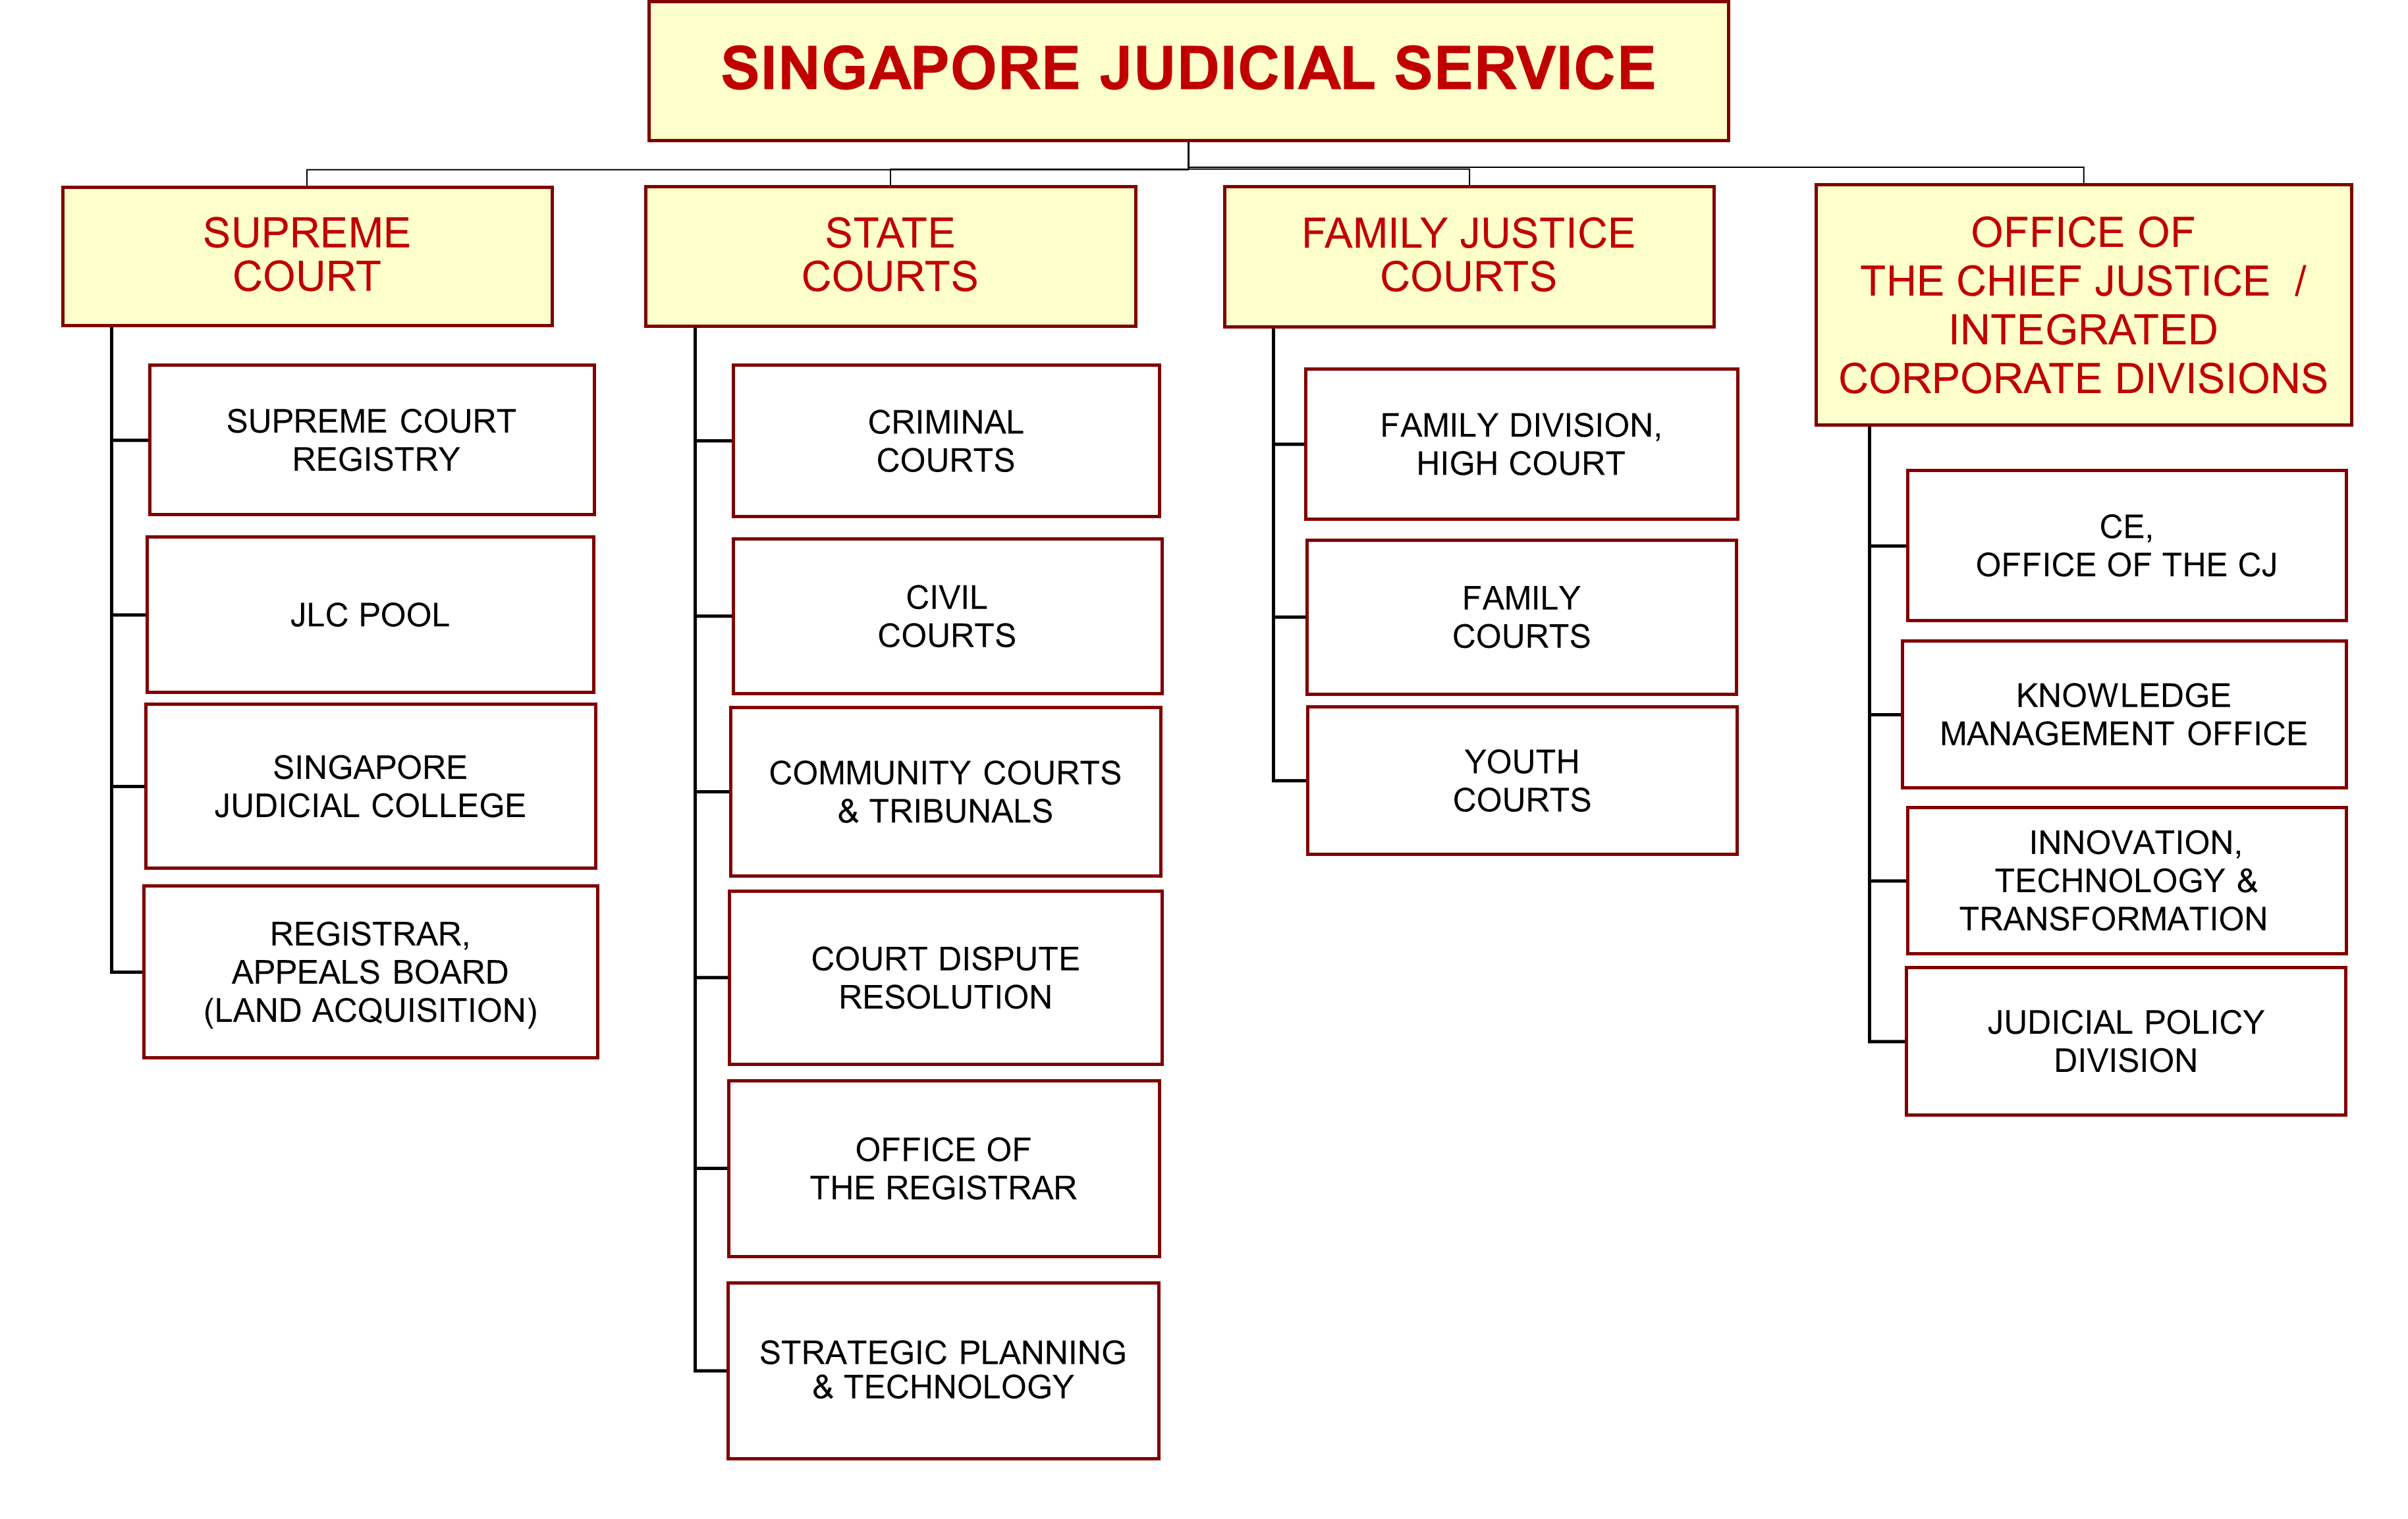 SINGAPORE JUDICIAL SERVICE
SUPREME
COURT
SUPREME COURT
REGISTRY
JLC POOL
SINGAPORE
JUDICIAL COLLEGE
REGISTRAR,
APPEALS BOARD
(LAND ACQUISITION)
STATE
COURTS
CRIMINAL
COURTS
CIVIL
COURTS
COMMUNITY COURTS
& TRIBUNALS
COURT DISPUTE
RESOLUTION
OFFICE OF
THE REGISTRAR
STRATEGIC PLANNING
& TECHNOLOGY
FAMILY JUSTICE
COURTS
FAMILY DIVISION,
HIGH COURT
FAMILY
COURTS
YOUTH
COURTS
OFFICE OF
THE CHIEF JUSTICE /
INTEGRATED
CORPORATE DIVISIONS
CE,
OFFICE OF THE CJ
KNOWLEDGE
MANAGEMENT OFFICE
INNOVATION,
TECHNOLOGY &
TRANSFORMATION
JUDICIAL POLICY
DIVISION